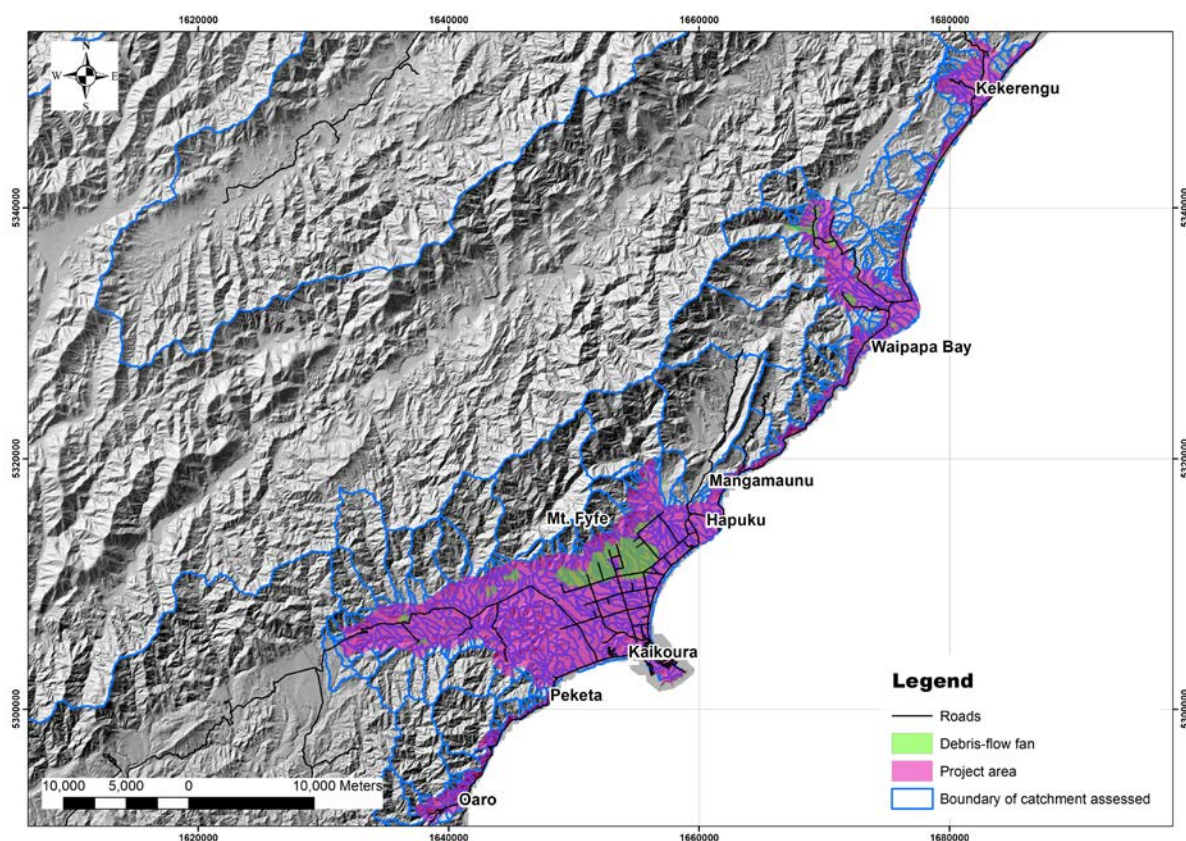 1620000 1640000 1660000 1680000
N
W E
S
Kekerengu
5340000 5340000
Waipapa Bay
5320000 5320000
Mangamaunu
Mt. Fyfe
Hapuku
Kaikoura
Legend
Peketa
5300000 5300000
Roads
Debris-flow fan
Project area
10,000 5,000 0 10,000 Meters
Oaro
Boundary of catchment assessed
1620000 1640000 1660000 1680000